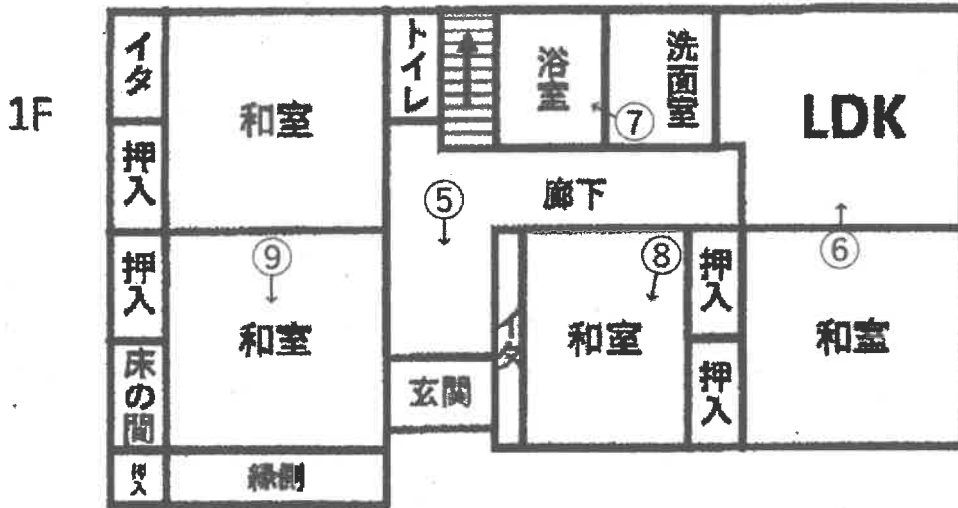 1F
イタ
和室
トイレ
浴室
⑦
洗面室
LDK
押入
⑤
廊下
⑥
押入
⑨
和室
イタ
⑧
和室
押入
押入
和室
床の間
玄関
押入
縁側